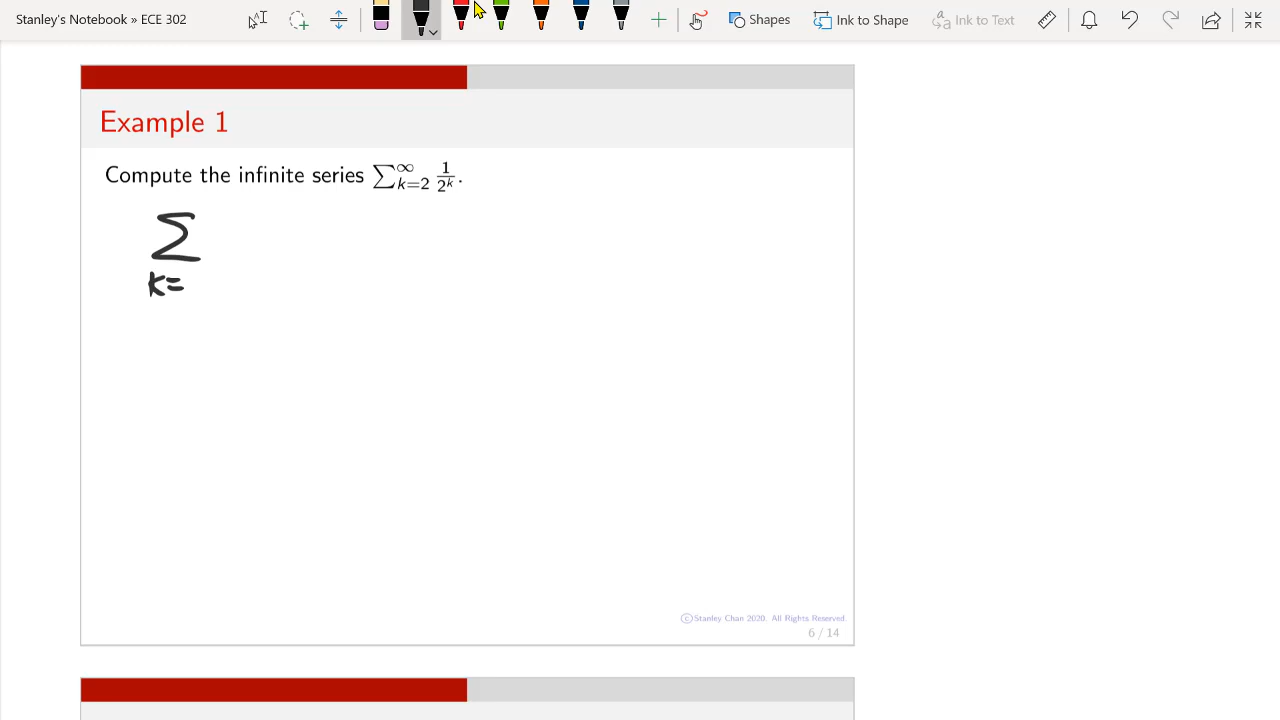 Stanley's Notebook » ECE 302
Shapes
Ink to Shape
Ink to Text
Example 1
Compute the infinite series ∑_{k=2}^{∞} 1/2^k.
∑
k=
©Stanley Chan 2020. All Rights Reserved.
6 / 14